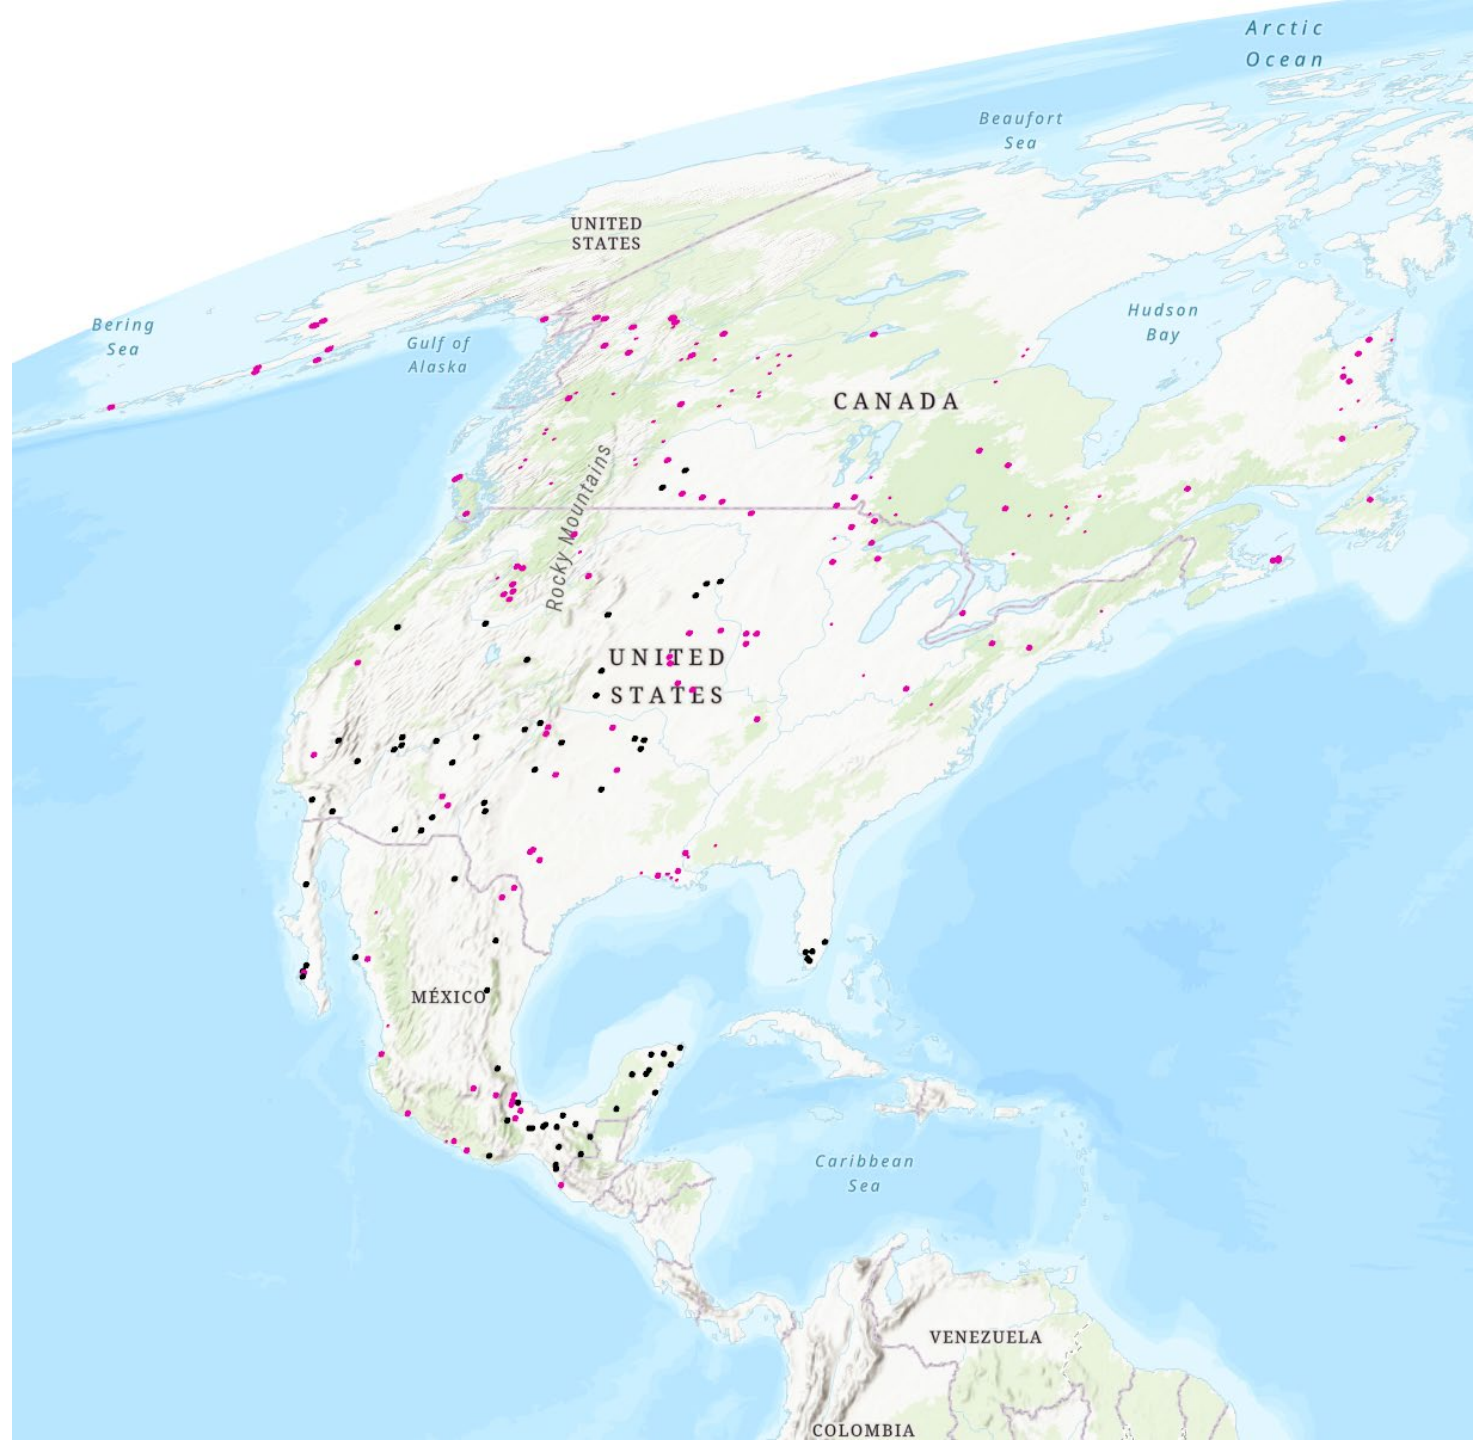 Arctic
Ocean
Beaufort
Sea
UNITED
STATES
Bering
Sea
Gulf of
Alaska
Hudson
Bay
CANADA
Rocky Mountains
UNITED
STATES
MÉXICO
Caribbean
Sea
VENEZUELA
COLOMBIA